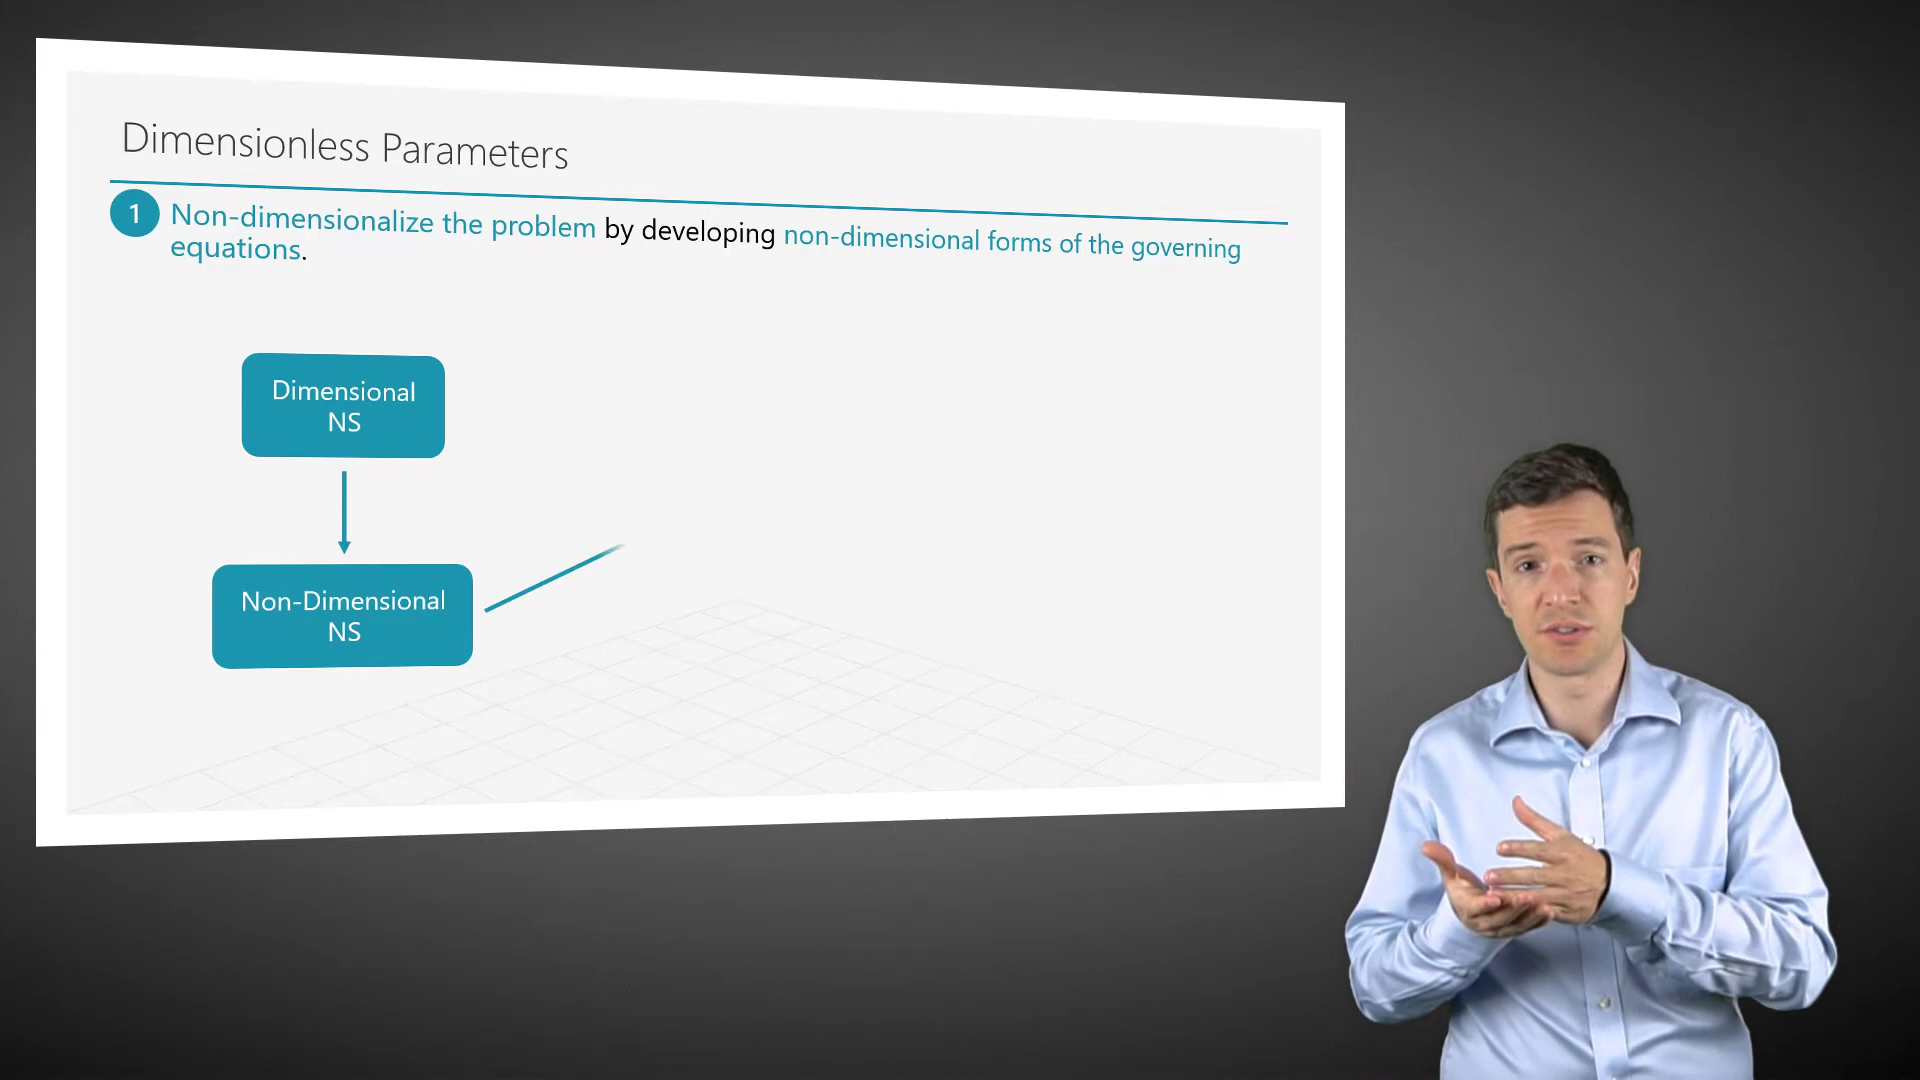 Dimensionless Parameters
1 Non-dimensionalize the problem by developing non-dimensional forms of the governing
equations.
Dimensional
NS
Non-Dimensional
NS